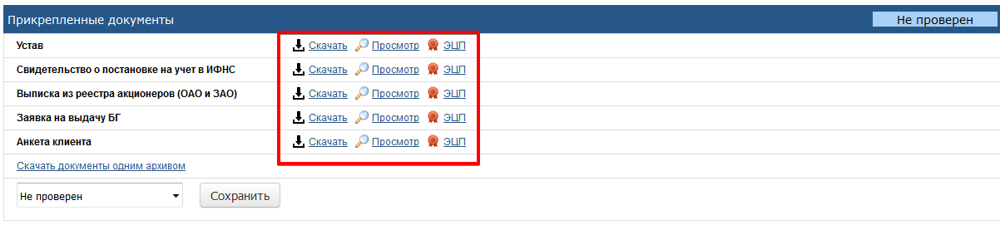 Прикрепленные документы Не проверен
Устав Скачать Просмотр ЭЦП
Свидетельство о постановке на учет в ИФНС Скачать Просмотр ЭЦП
Выписка из реестра акционеров (ОАО и ЗАО) Скачать Просмотр ЭЦП
Заявка на выдачу БГ Скачать Просмотр ЭЦП
Анкета клиента Скачать Просмотр ЭЦП
Скачать документы одним архивом
Не проверен Сохранить